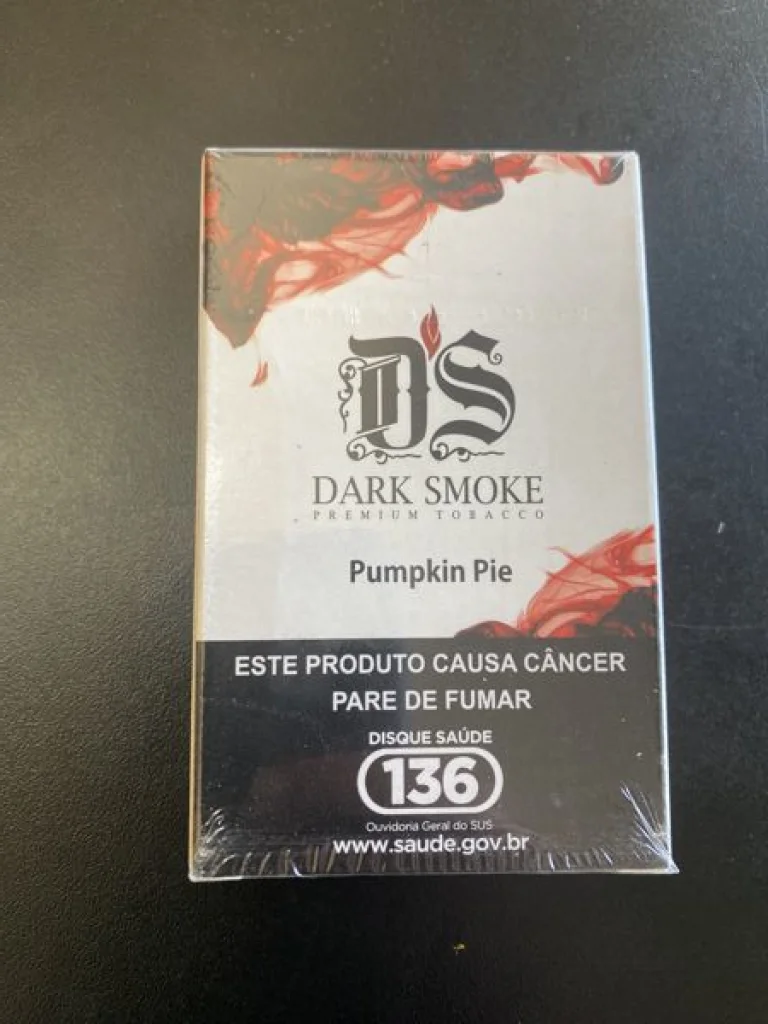 D'S
DARK SMOKE
PREMIUM TOBACCO
Pumpkin Pie
ESTE PRODUTO CAUSA CÂNCER
PARE DE FUMAR
DISQUE SAÚDE
136
Ouvidoria Geral do SUS
www.saude.gov.br